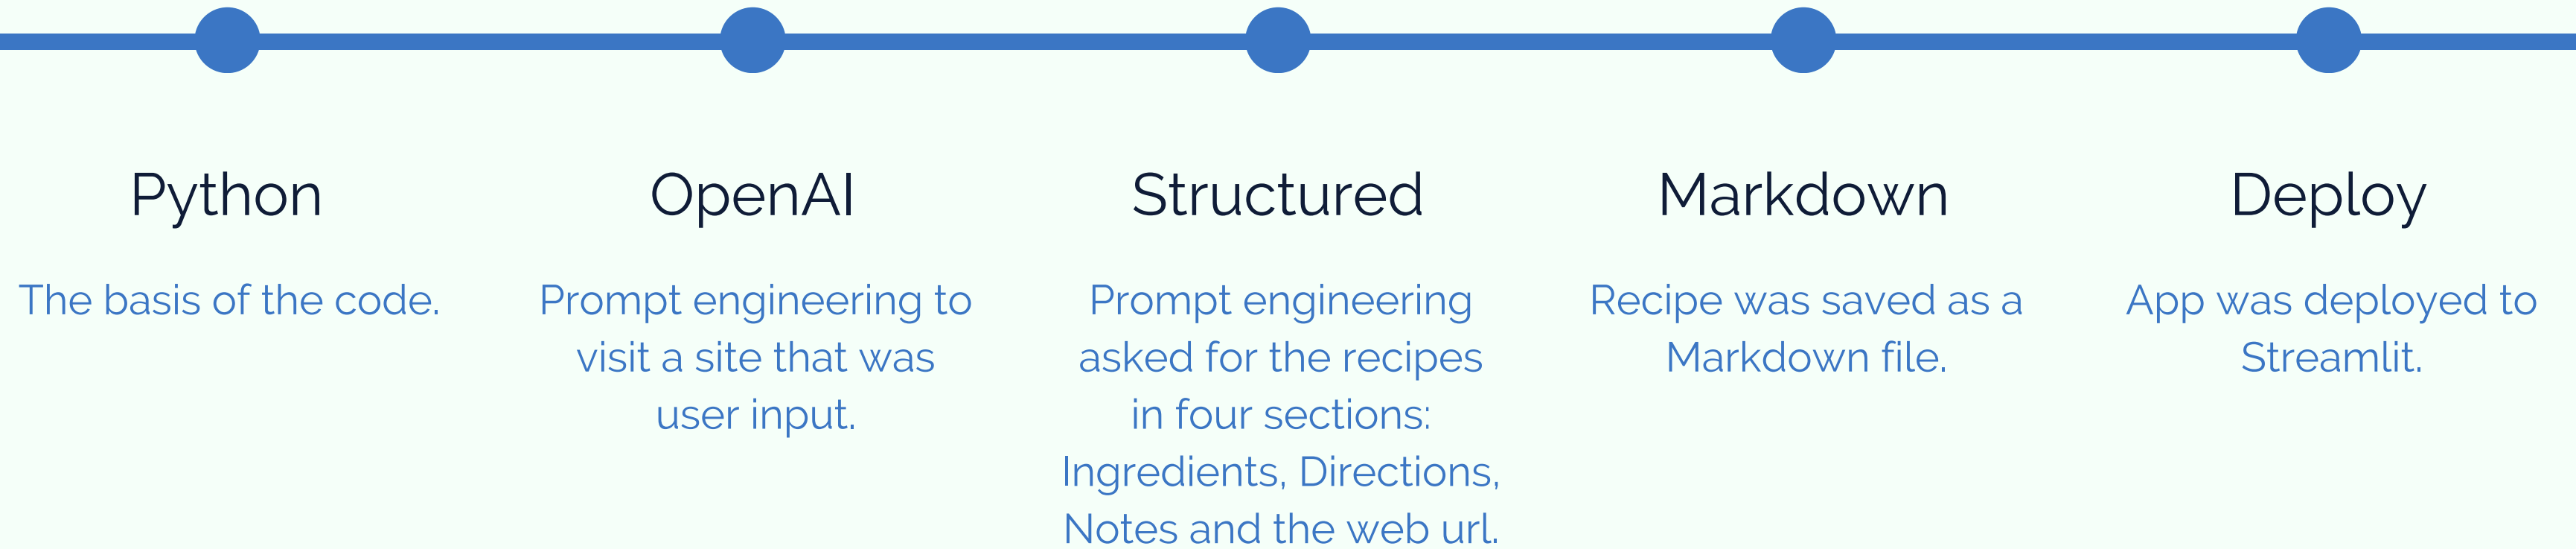 Python
The basis of the code.
OpenAI
Prompt engineering to
visit a site that was
user input.
Structured
Prompt engineering
asked for the recipes
in four sections:
Ingredients, Directions,
Notes and the web url.
Markdown
Recipe was saved as a
Markdown file.
Deploy
App was deployed to
Streamlit.